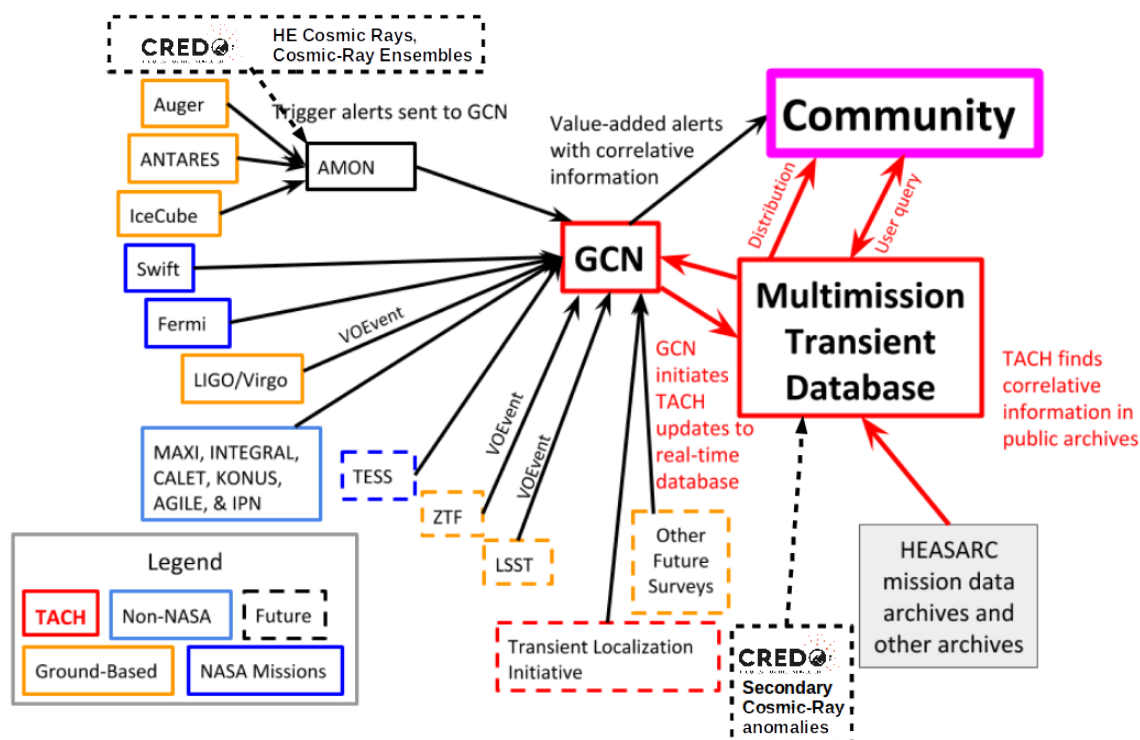 CREDO
HE Cosmic Rays,
Cosmic-Ray Ensembles
Auger
Trigger alerts sent to GCN
ANTARES
AMON
IceCube
Swift
Fermi
VOEvent
LIGO/Virgo
MAXI, INTEGRAL,
CALET, KONUS,
AGILE, & IPN
TESS
ZTF
VOEvent
LSST
VOEvent
Value-added alerts
with correlative
information
Community
Distribution
User query
GCN
Multimission
Transient
Database
GCN
initiates
TACH
updates to
real-time
database
TACH finds
correlative
information in
public archives
Other
Future
Surveys
Transient Localization
Initiative
CREDO
Secondary
Cosmic-Ray
anomalies
HEASARC
mission data
archives and
other archives
Legend
TACH
Non-NASA
Future
Ground-Based
NASA Missions